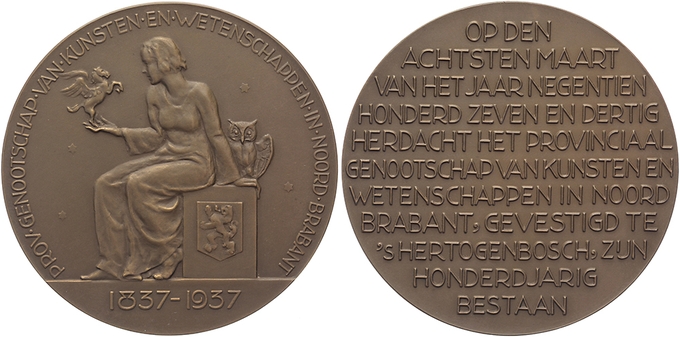 PROV·GENOOTSCHAP·VAN·KUNSTEN·EN·WETENSCHAPPEN·IN·NOORD·BRABANT
1837-1937
OP DEN
ACHTSTEN MAART
VAN HET JAAR NEGENTIEN
HONDERD ZEVEN EN DERTIG
HERDACHT HET PROVINCIAAL
GENOOTSCHAP VAN KUNSTEN EN
WETENSCHAPPEN IN NOORD
BRABANT, GEVESTIGD TE
'S HERTOGENBOSCH, ZIJN
HONDERDJARIG
BESTAAN